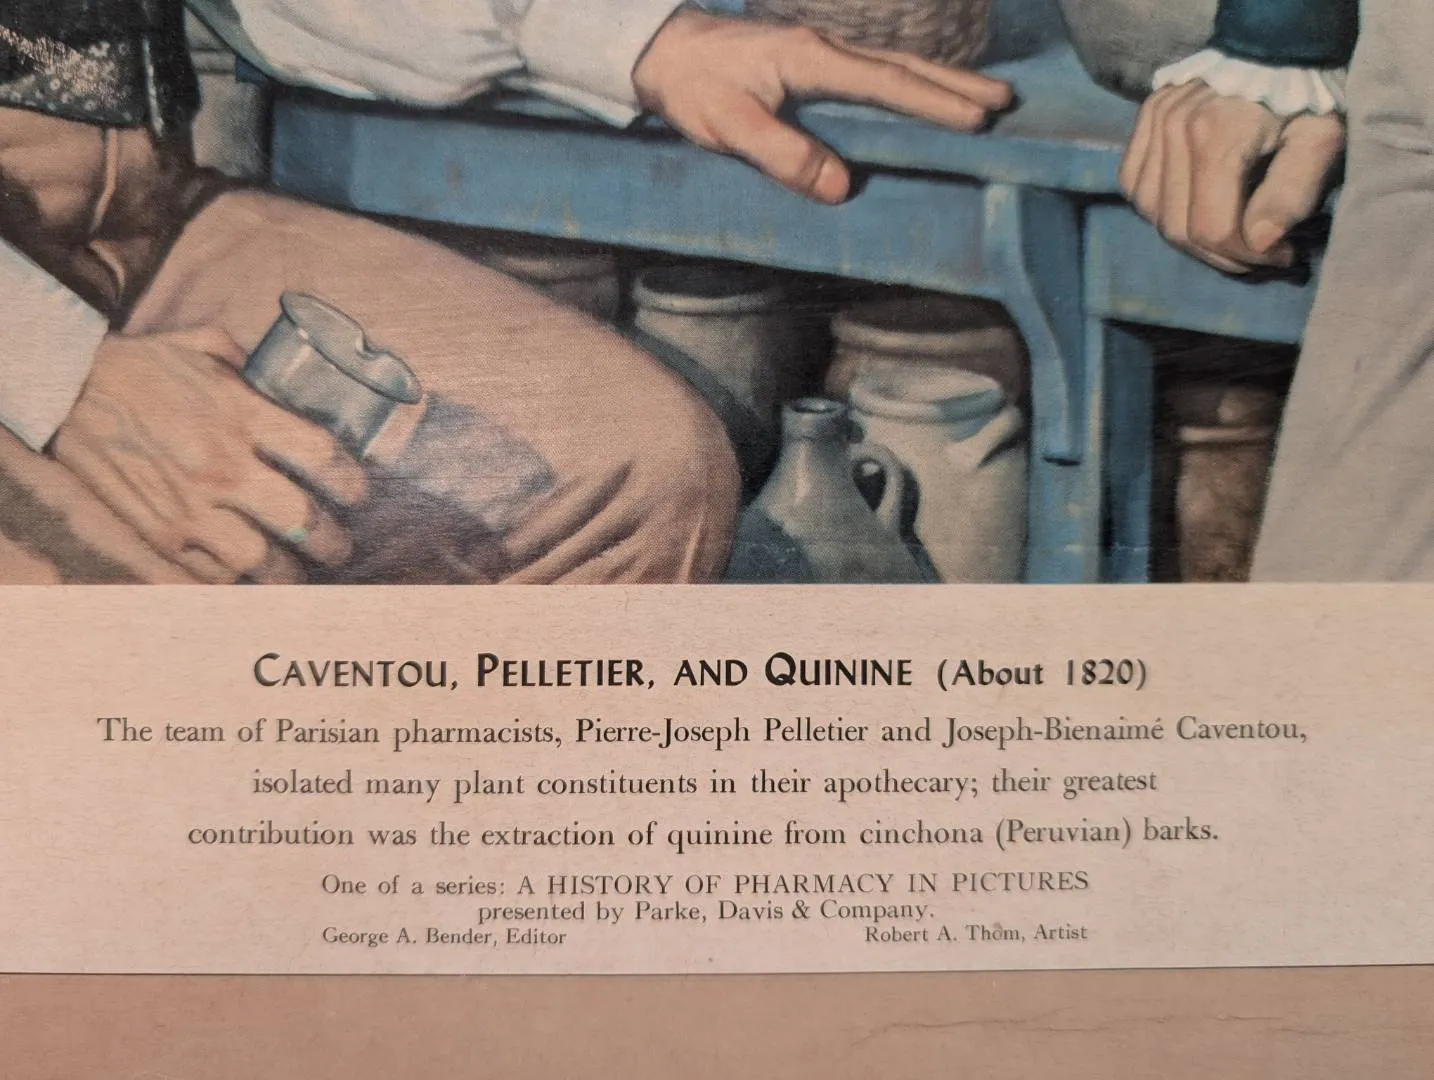 CAVENTOU, PELLETIER, AND QUININE (About 1820)
The team of Parisian pharmacists, Pierre-Joseph Pelletier and Joseph-Bienaimé Caventou,
isolated many plant constituents in their apothecary; their greatest
contribution was the extraction of quinine from cinchona (Peruvian) barks.
One of a series: A HISTORY OF PHARMACY IN PICTURES
presented by Parke, Davis & Company.
George A. Bender, Editor
Robert A. Thom, Artist